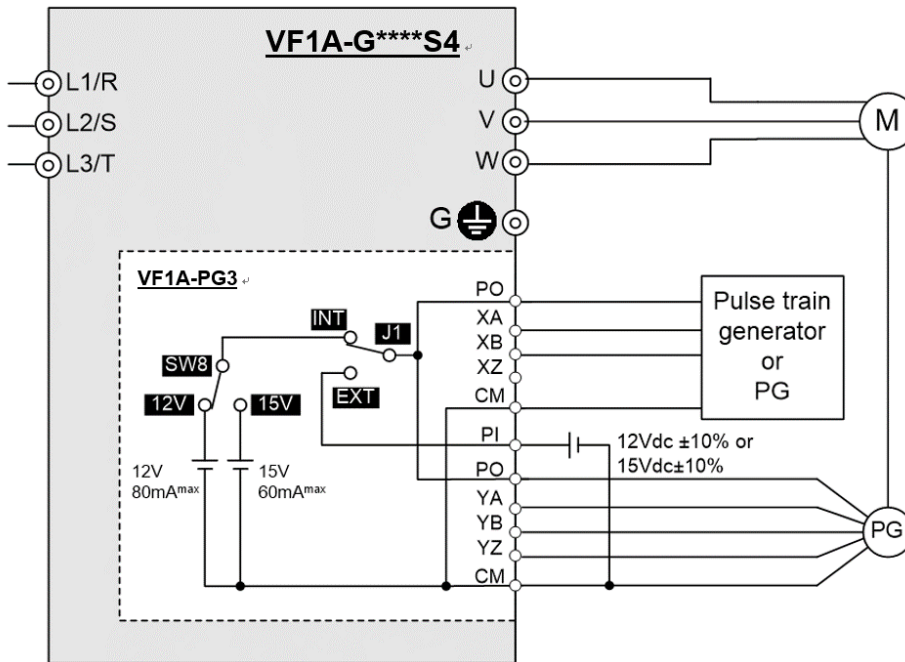 VF1A-G****S4
L1/R
L2/S
L3/T
U
V
W
M
G
VF1A-PG3
PO
XA
XB
XZ
CM
PI
PO
YA
YB
YZ
CM
INT
J1
SW8
EXT
12V
15V
12V
80mAmax
15V
60mAmax
Pulse train
generator
or
PG
12Vdc ±10% or
15Vdc±10%
PG